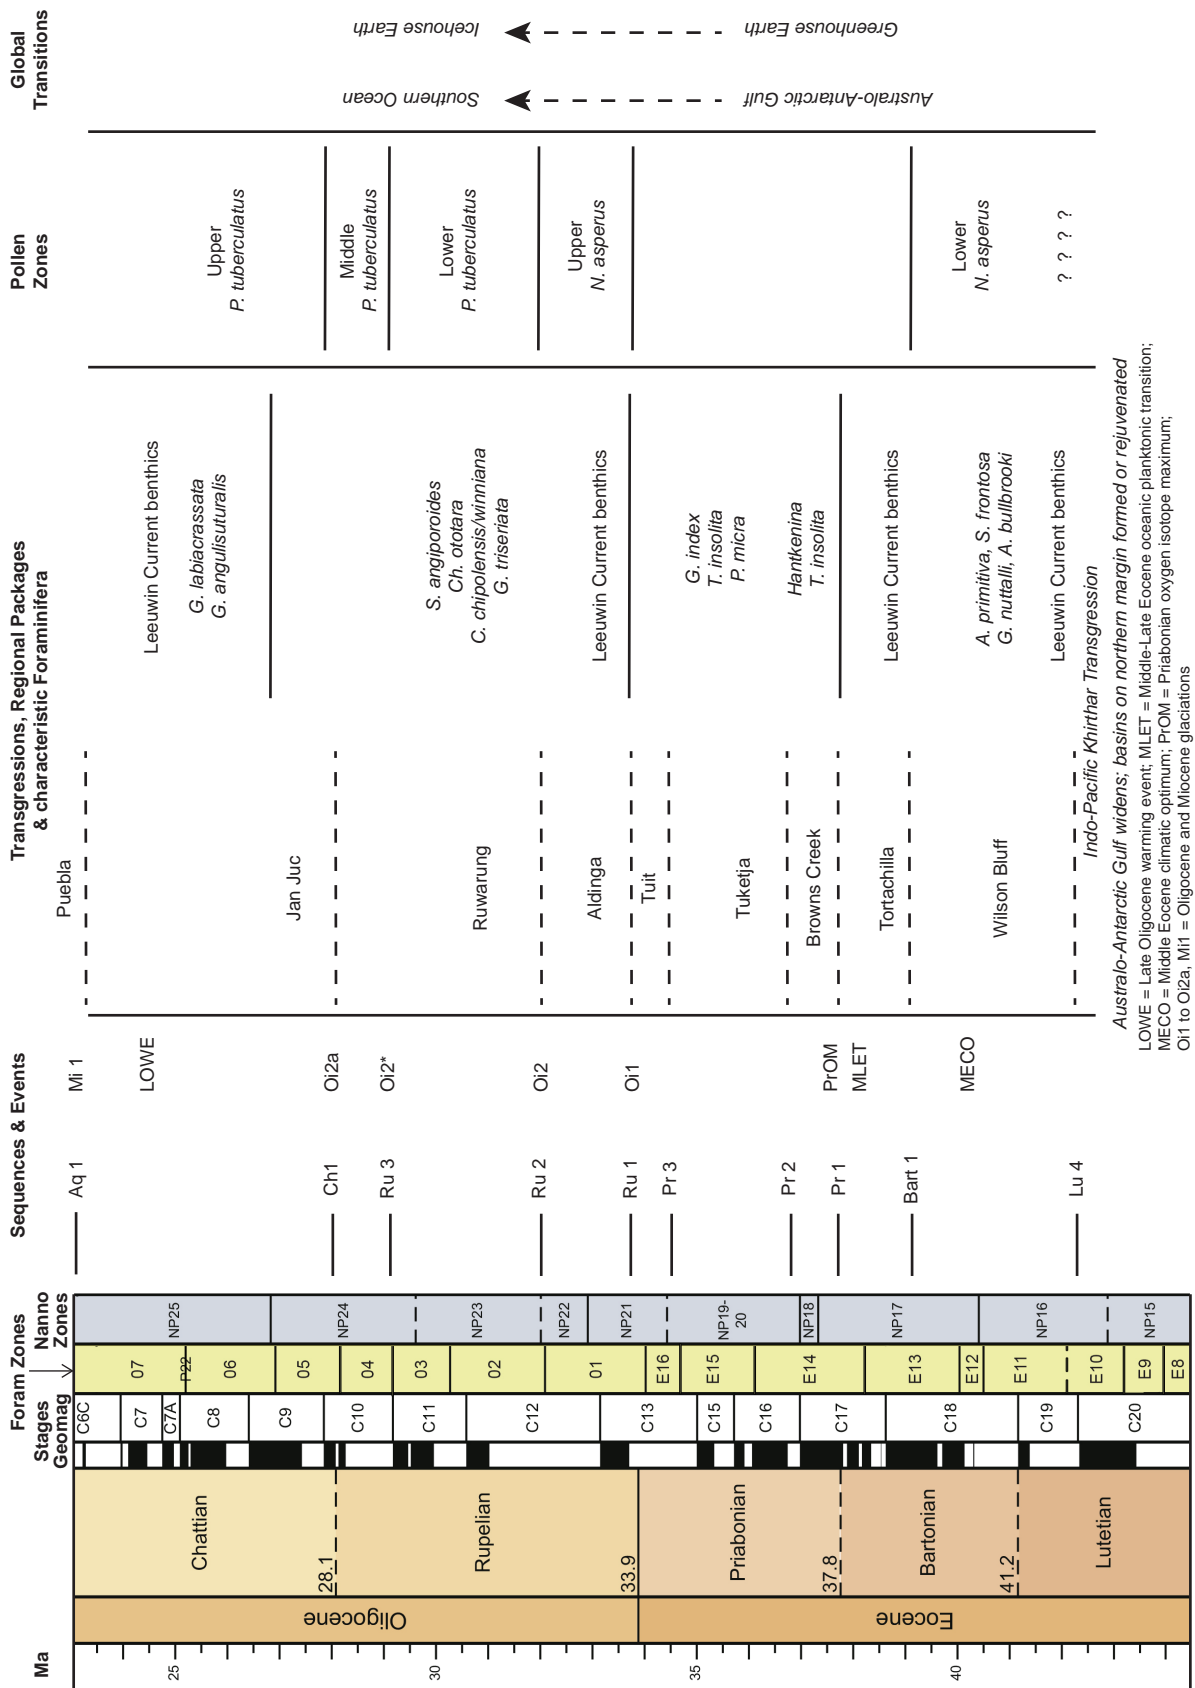 Ma
Stages
Geomag
Foram Zones
Nanno
Zones
Sequences & Events
Transgressions, Regional Packages
& characteristic Foraminifera
Pollen
Zones
Global
Transitions
25
30
35
40
Oligocene
Eocene
Chattian
28.1
Rupelian
33.9
Priabonian
37.8
Bartonian
41.2
Lutetian
C6C
C7
C7A
C8
C9
C10
C11
C12
C13
C15
C16
C17
C18
C19
C20
07
P22
06
05
04
03
02
01
E16
E15
E14
E13
E12
E11
E10
E9
E8
NP25
NP24
NP23
NP22
NP21
NP19-
20
NP18
NP17
NP16
NP15
Aq 1
Ch1
Ru 3
Ru 2
Ru 1
Pr 3
Pr 2
Pr 1
Bart 1
Lu 4
Mi 1
LOWE
Oi2a
Oi2*
Oi2
Oi1
PrOM
MLET
MECO
Puebla
Jan Juc
Ruwarung
Aldinga
Tuit
Tuketja
Browns Creek
Tortachilla
Wilson Bluff
Leeuwin Current benthics
G. labiacrassata
G. angulisuturalis
S. angiporoides
Ch. ototara
C. chipolensis/winniana
G. triseriata
Leeuwin Current benthics
G. index
T. insolita
P. micra
Hantkenina
T. insolita
Leeuwin Current benthics
A. primitiva, S. frontosa
G. nuttalli, A. bullbrooki
Leeuwin Current benthics
Indo-Pacific Khirthar Transgression
Australo-Antarctic Gulf widens; basins on northern margin formed or rejuvenated
Upper
P. tuberculatus
Middle
P. tuberculatus
Lower
P. tuberculatus
Upper
N. asperus
Lower
N. asperus
? ? ? ?
Southern Ocean
Australo-Antarctic Gulf
Icehouse Earth
Greenhouse Earth
LOWE = Late Oligocene warming event; MLET = Middle-Late Eocene oceanic planktonic transition;
MECO = Middle Eocene climatic optimum; PrOM = Priabonian oxygen isotope maximum;
Oi1 to Oi2a, Mi1 = Oligocene and Miocene glaciations